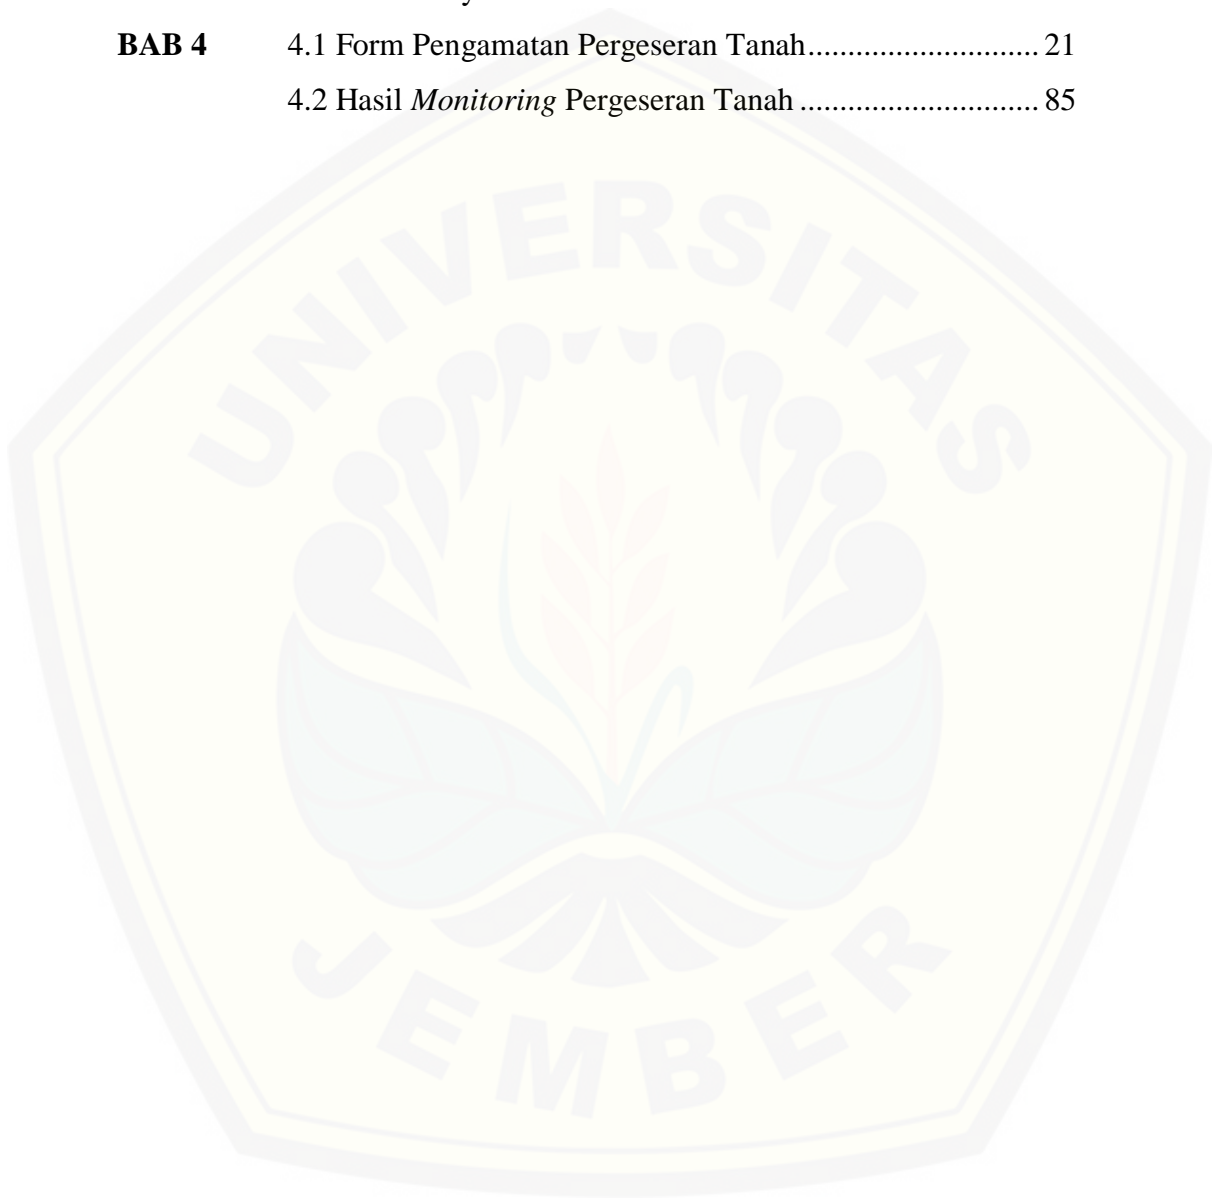 BAB 4 4.1 Form Pengamatan Pergeseran Tanah........................... 21
4.2 Hasil Monitoring Pergeseran Tanah ............................ 85
UNIVERSITAS
JEMBER